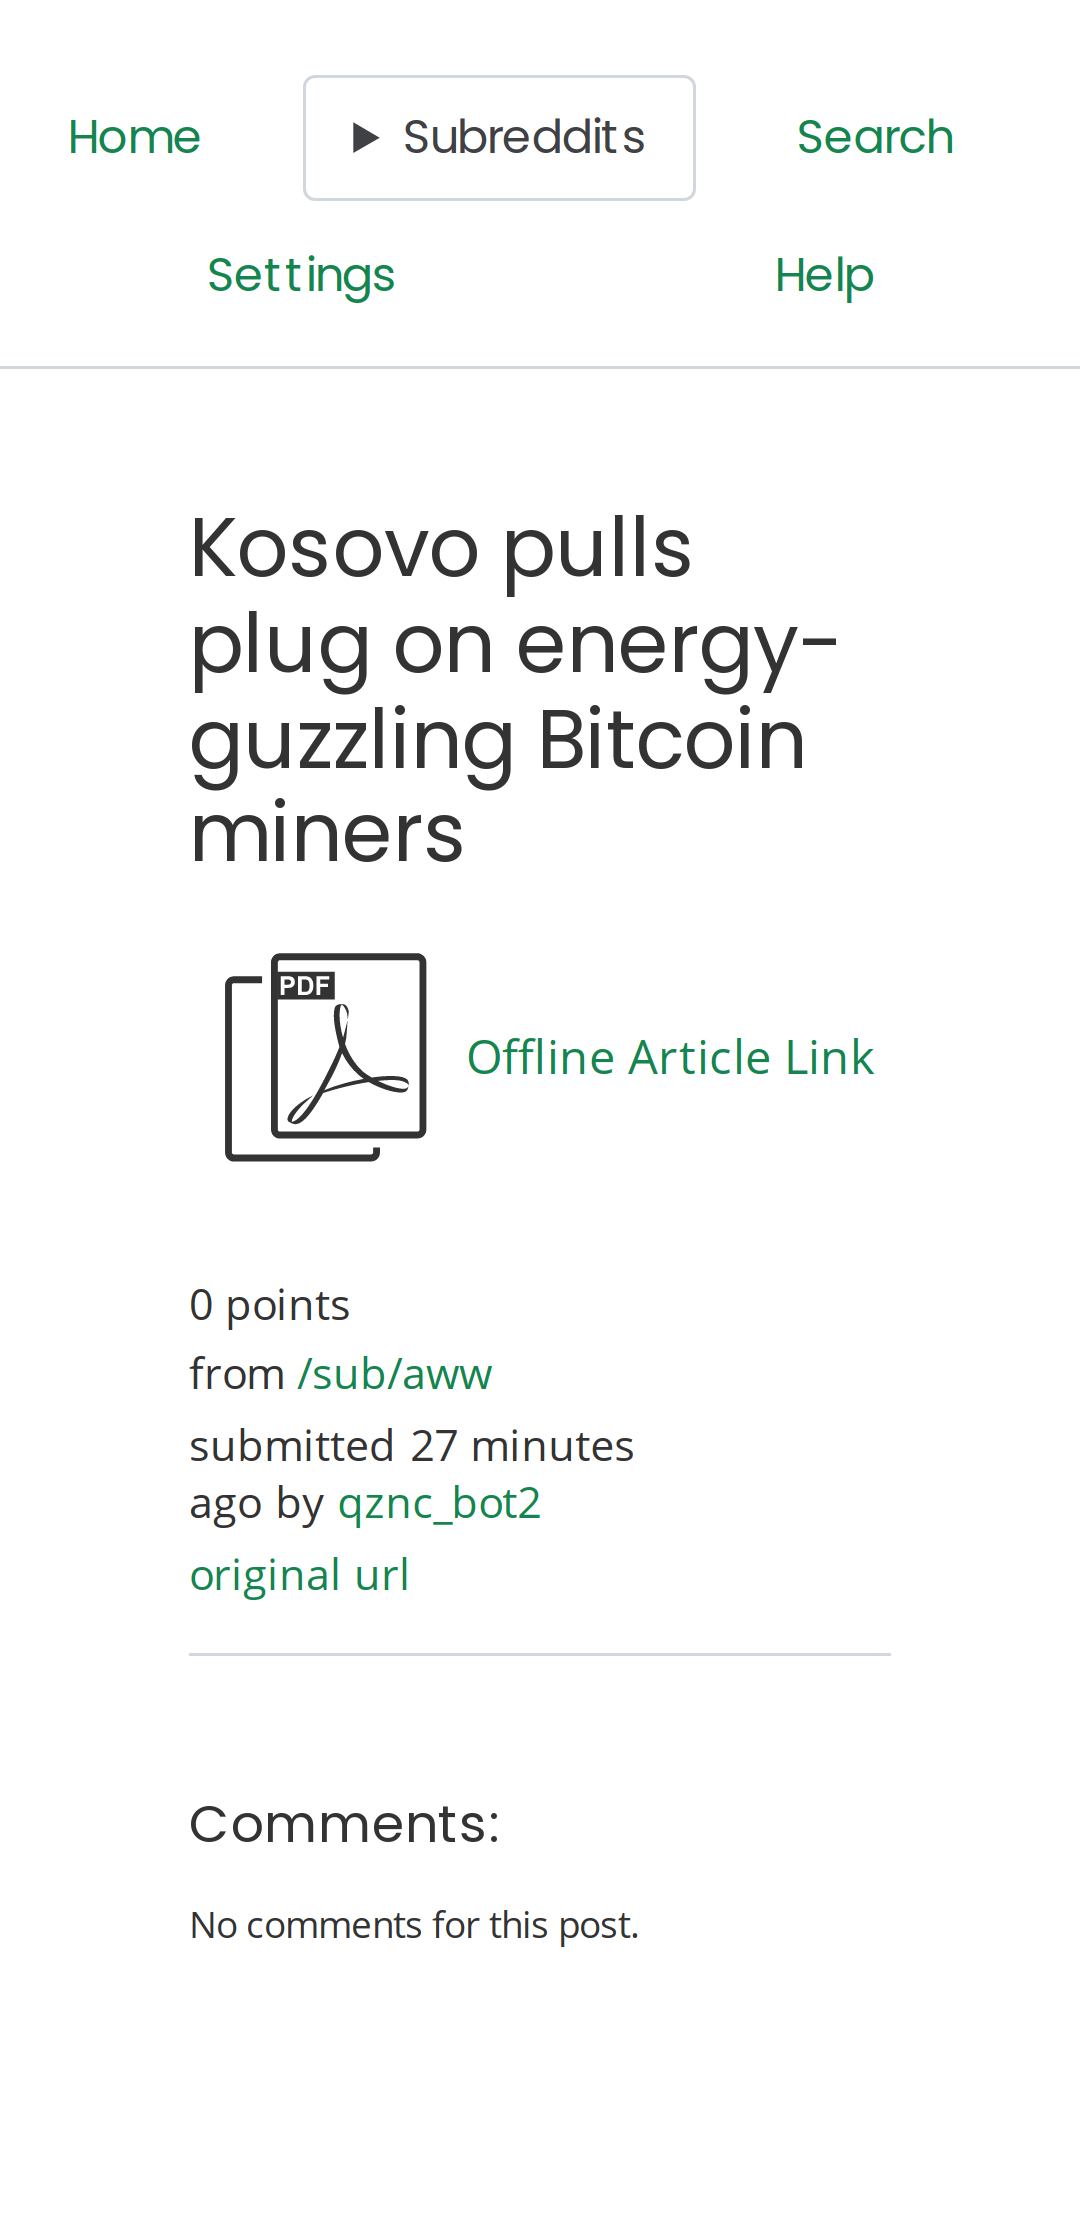 Home
▶ Subreddits
Search
Settings
Help
Kosovo pulls
plug on energy-
guzzling Bitcoin
miners
PDF
Offline Article Link
0 points
from /sub/aww
submitted 27 minutes
ago by qznc_bot2
original url
Comments:
No comments for this post.